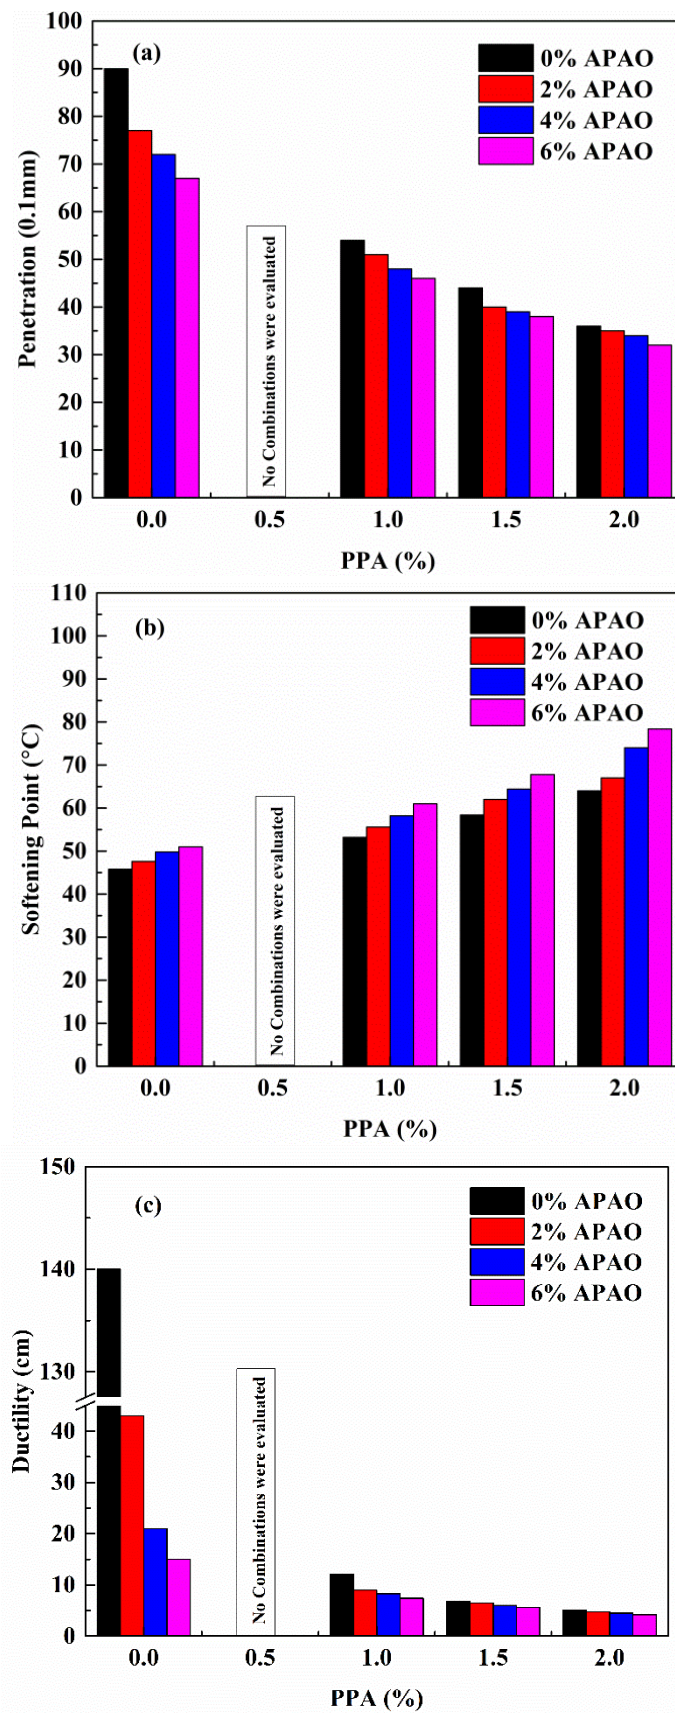 (a)
0% APAO
2% APAO
4% APAO
6% APAO
100
90
80
70
60
50
40
30
20
10
0
Penetration (0.1mm)
No Combinations were evaluated
0.0 0.5 1.0 1.5 2.0
PPA (%)
(b)
0% APAO
2% APAO
4% APAO
6% APAO
110
100
90
80
70
60
50
40
30
20
10
0
Softening Point (°C)
No Combinations were evaluated
0.0 0.5 1.0 1.5 2.0
PPA (%)
(c)
0% APAO
2% APAO
4% APAO
6% APAO
150
140
130
40
30
20
10
0
Ductility (cm)
No Combinations were evaluated
0.0 0.5 1.0 1.5 2.0
PPA (%)